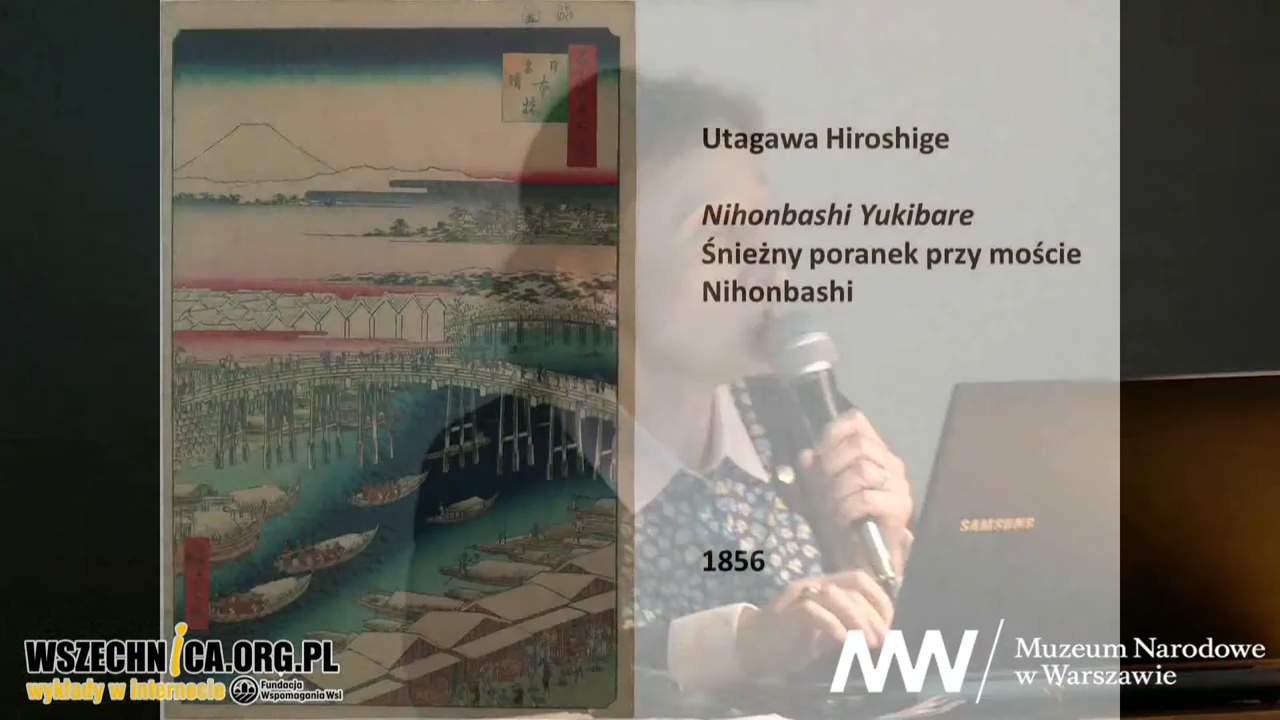 Utagawa Hiroshige
Nihonbashi Yukibare
Śnieżny poranek przy moście
Nihonbashi
1856
SAMSUNG
WSZECHNiCA.ORG.PL
wykłady w Internecie
Fundacja
Wspomagania Wsi
MNW
Muzeum Narodowe
w Warszawie